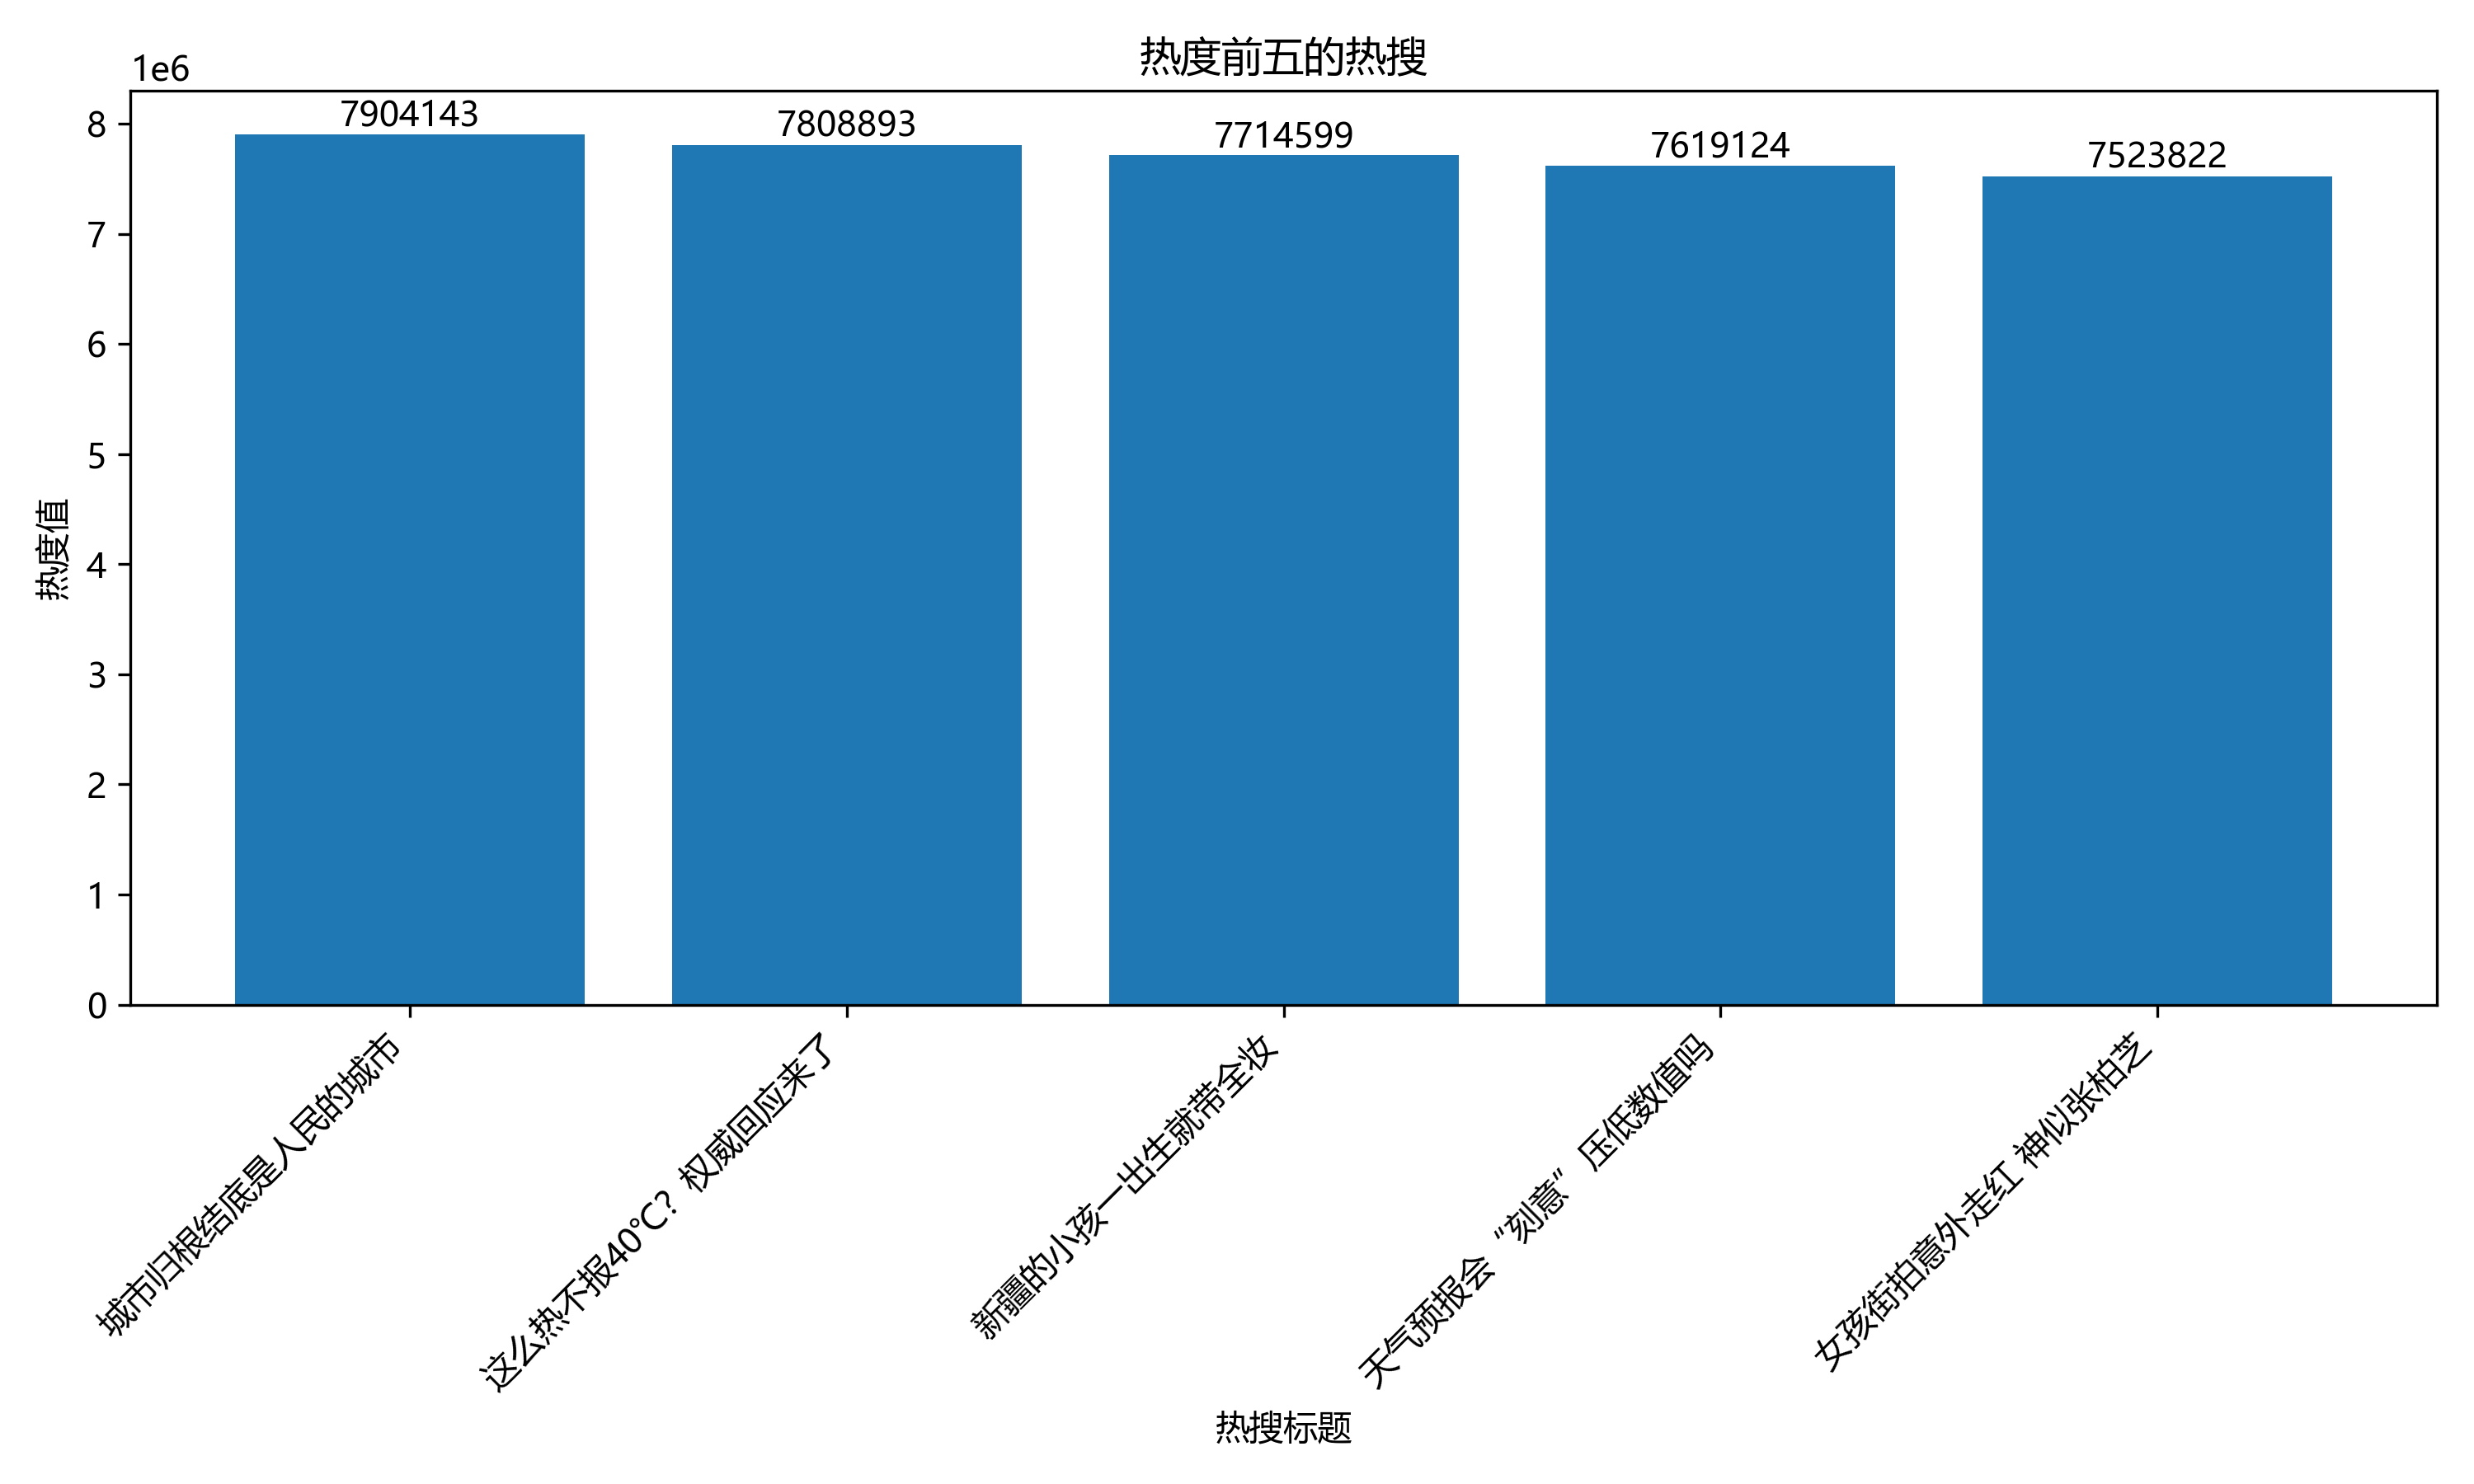 热度前五的热搜
1e6
8
7
6
5
4
3
2
1
0
热度值
7904143
7808893
7714599
7619124
7523822
城市归根结底是人民的城市
这么热不报40℃？权威回应来了
新疆的小孩一出生就带全妆
天气预报会“刻意”压低数值吗
女孩街拍意外走红 神似张柏芝
热搜标题